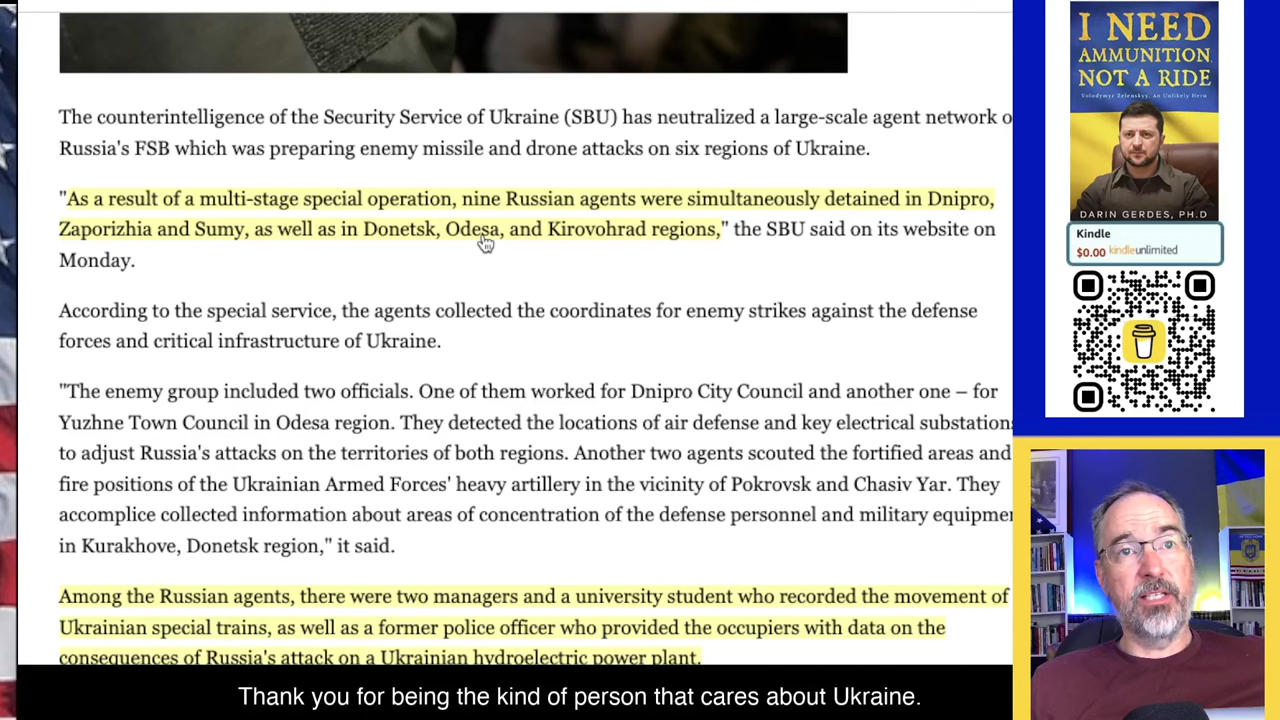 The counterintelligence of the Security Service of Ukraine (SBU) has neutralized a large-scale agent network o
Russia's FSB which was preparing enemy missile and drone attacks on six regions of Ukraine.
"As a result of a multi-stage special operation, nine Russian agents were simultaneously detained in Dnipro,
Zaporizhia and Sumy, as well as in Donetsk, Odesa, and Kirovohrad regions," the SBU said on its website on
Monday.
According to the special service, the agents collected the coordinates for enemy strikes against the defense
forces and critical infrastructure of Ukraine.
"The enemy group included two officials. One of them worked for Dnipro City Council and another one – for
Yuzhne Town Council in Odesa region. They detected the locations of air defense and key electrical substations
to adjust Russia's attacks on the territories of both regions. Another two agents scouted the fortified areas and
fire positions of the Ukrainian Armed Forces' heavy artillery in the vicinity of Pokrovsk and Chasiv Yar. They
accomplice collected information about areas of concentration of the defense personnel and military equipmen
in Kurakhove, Donetsk region," it said.
Among the Russian agents, there were two managers and a university student who recorded the movement of
Ukrainian special trains, as well as a former police officer who provided the occupiers with data on the
consequences of Russia's attack on a Ukrainian hydroelectric power plant.
I NEED
AMMUNITION,
NOT A RIDE
Volodymyr Zelenskyy, An Unlikely Hero
DARIN GERDES, PH.D
Kindle
$0.00 kindleunlimited
Thank you for being the kind of person that cares about Ukraine.